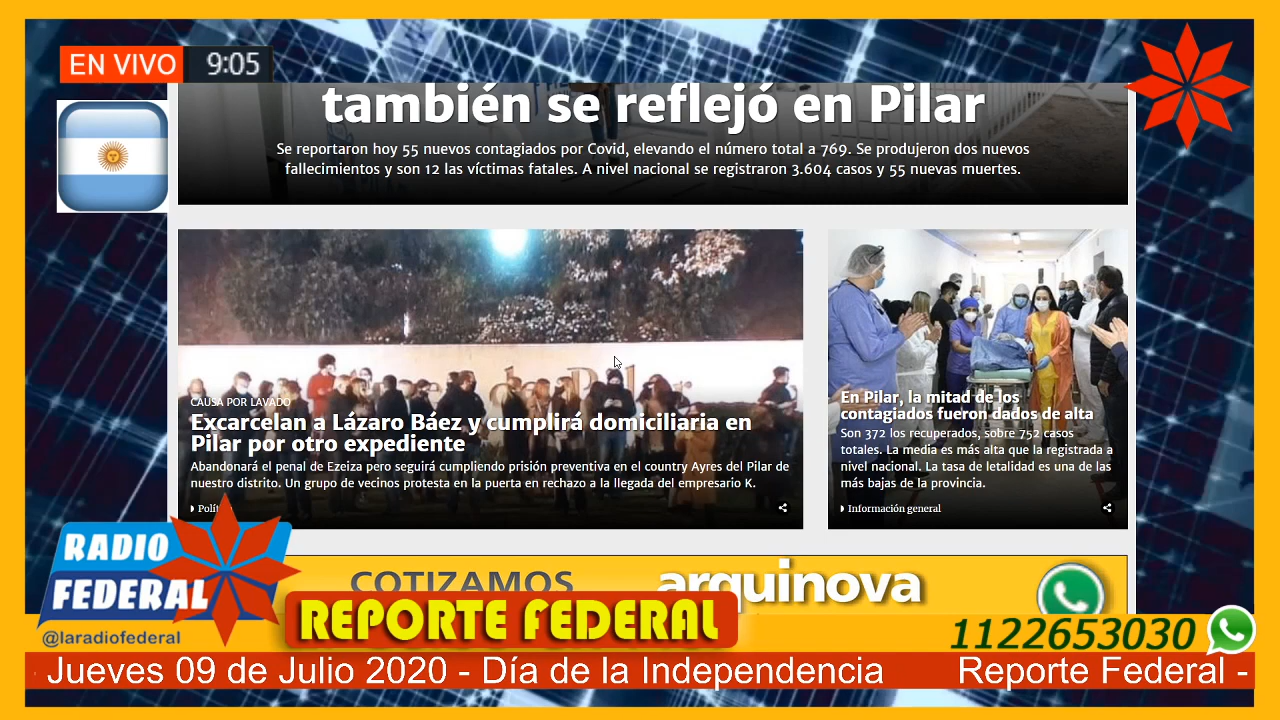 EN VIVO 9:05
también se reflejó en Pilar
Se reportaron hoy 55 nuevos contagiados por Covid, elevando el número total a 769. Se produjeron dos nuevos
fallecimientos y son 12 las víctimas fatales. A nivel nacional se registraron 3.604 casos y 55 nuevas muertes.
CAUSA POR LAVADO
Excarcelan a Lázaro Báez y cumplirá domiciliaria en
Pilar por otro expediente
Abandonará el penal de Ezeiza pero seguirá cumpliendo prisión preventiva en el country Ayres del Pilar de
nuestro distrito. Un grupo de vecinos protesta en la puerta en rechazo a la llegada del empresario K.
En Pilar, la mitad de los
contagiados fueron dados de alta
Son 372 los recuperados, sobre 752 casos
totales. La media es más alta que la registrada a
nivel nacional. La tasa de letalidad es una de las
más bajas de la provincia.
Información general
RADIO
FEDERAL
@laradiofederal
COTIZAMOS
arquinova
REPORTE FEDERAL
1122653030
Jueves 09 de Julio 2020 - Día de la Independencia Reporte Federal -